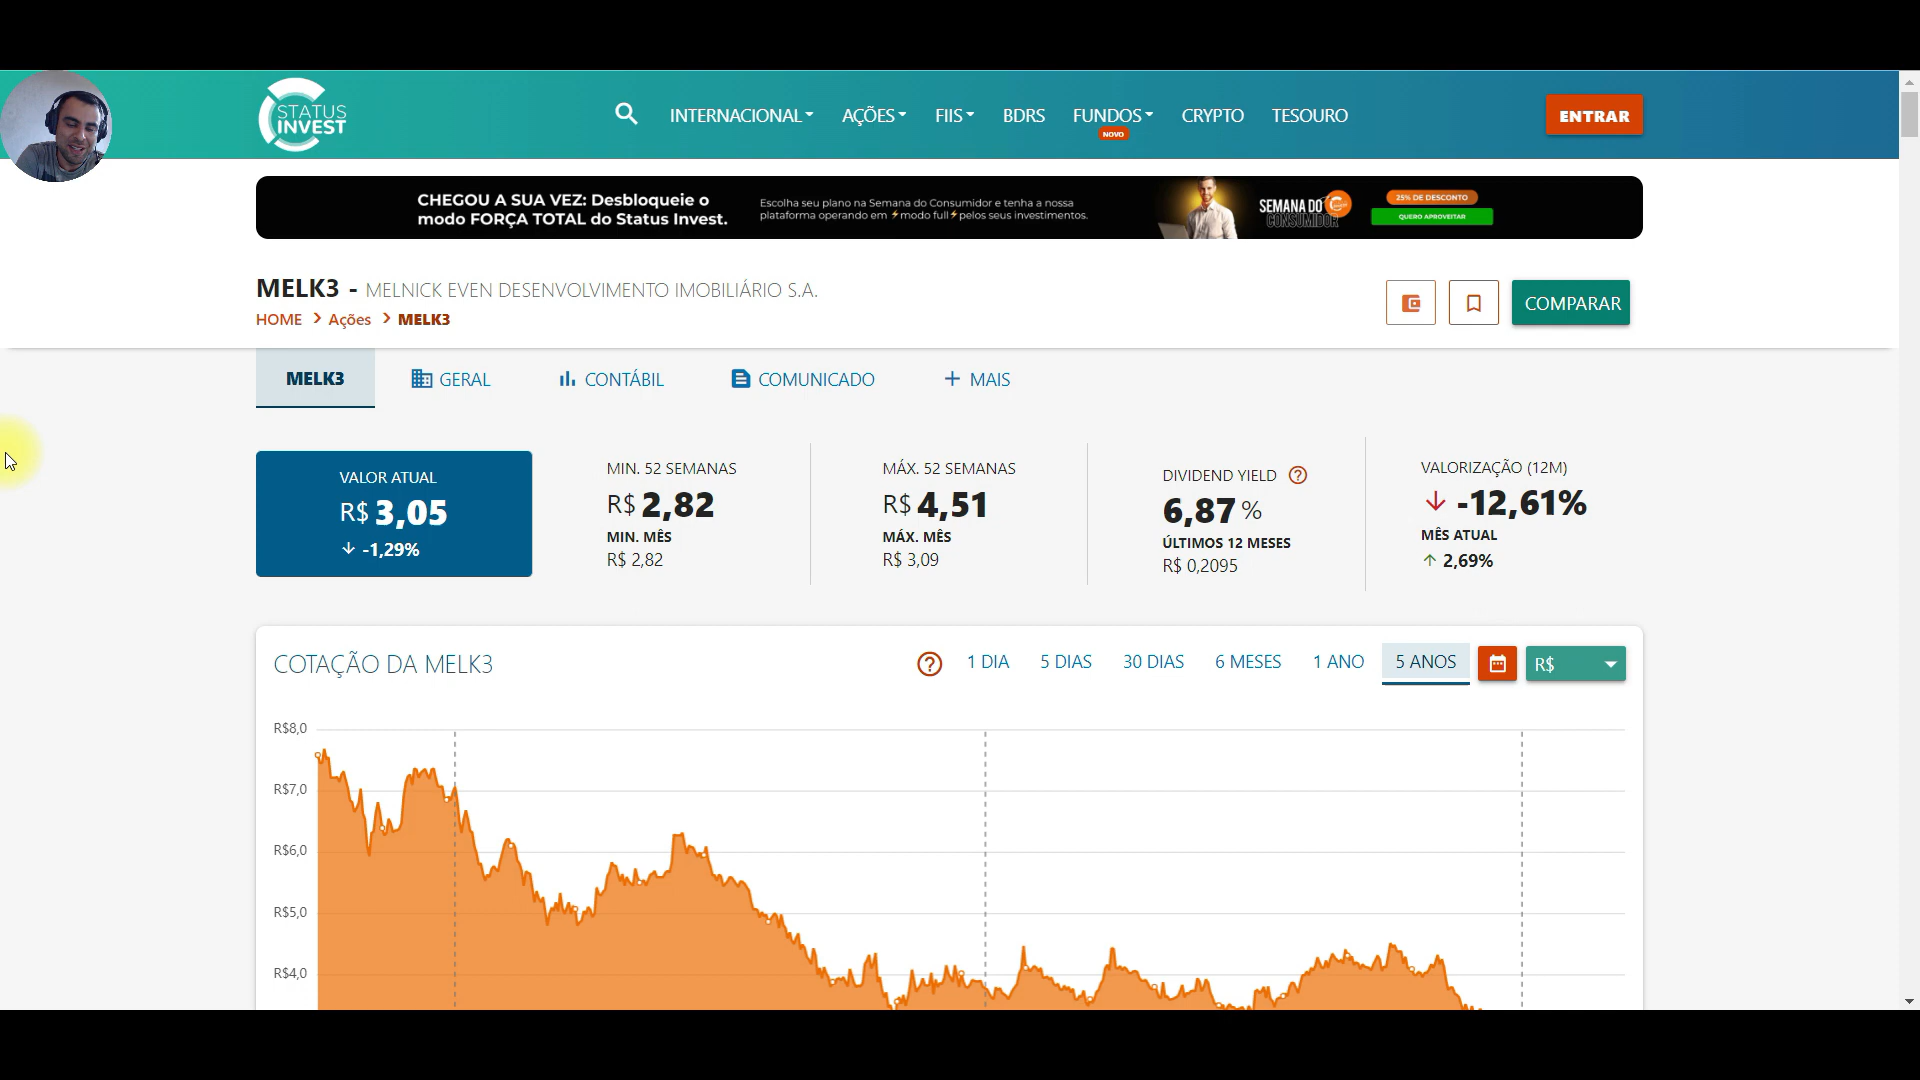 STATUS
INVEST
INTERNACIONAL AÇÕES FIIS BDRS FUNDOS CRYPTO TESOURO
NOVO
ENTRAR
CHEGOU A SUA VEZ: Desbloqueie o
modo FORÇA TOTAL do Status Invest.
Escolha seu plano na Semana do Consumidor e tenha a nossa
plataforma operando em ⚡modo full⚡pelos seus investimentos.
SEMANA DO
CONSUMIDOR
25% DE DESCONTO
QUERO APROVEITAR
MELK3 - MELNICK EVEN DESENVOLVIMENTO IMOBILIÁRIO S.A.
HOME > Ações > MELK3
COMPARAR
MELK3 GERAL CONTÁBIL COMUNICADO + MAIS
VALOR ATUAL
R$ 3,05
↓ -1,29%
MIN. 52 SEMANAS
R$ 2,82
MIN. MÊS
R$ 2,82
MÁX. 52 SEMANAS
R$ 4,51
MÁX. MÊS
R$ 3,09
DIVIDEND YIELD ?
6,87 %
ÚLTIMOS 12 MESES
R$ 0,2095
VALORIZAÇÃO (12M)
↓ -12,61%
MÊS ATUAL
↑ 2,69%
COTAÇÃO DA MELK3
? 1 DIA 5 DIAS 30 DIAS 6 MESES 1 ANO 5 ANOS R$
R$8,0
R$7,0
R$6,0
R$5,0
R$4,0